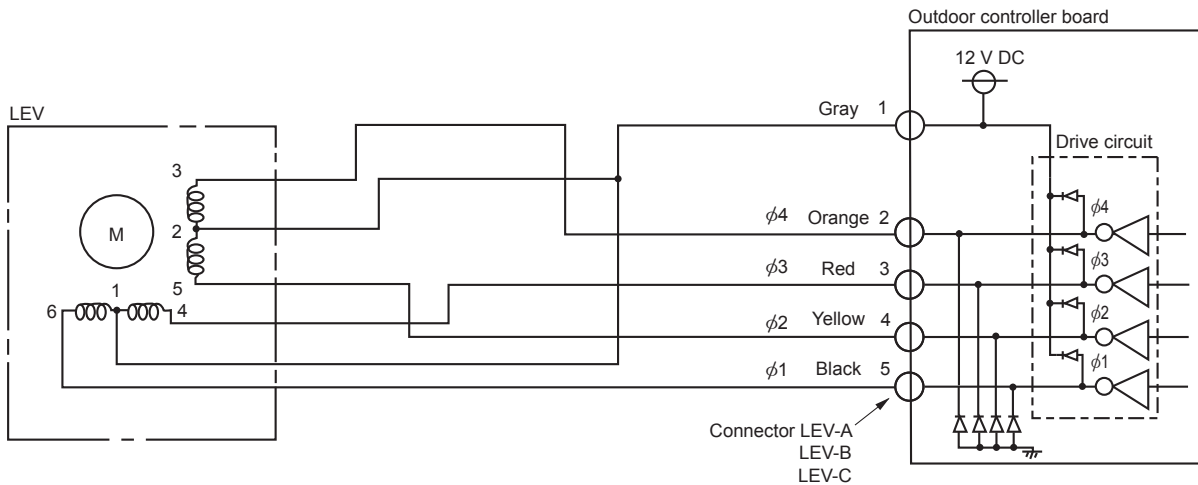 Outdoor controller board
12 V DC
LEV
Gray 1
Drive circuit
3
ϕ4
ϕ4 Orange 2
M
2
ϕ3
ϕ3 Red 3
5
1
6
4
ϕ2
ϕ2 Yellow 4
ϕ1
ϕ1 Black 5
Connector LEV-A
LEV-B
LEV-C